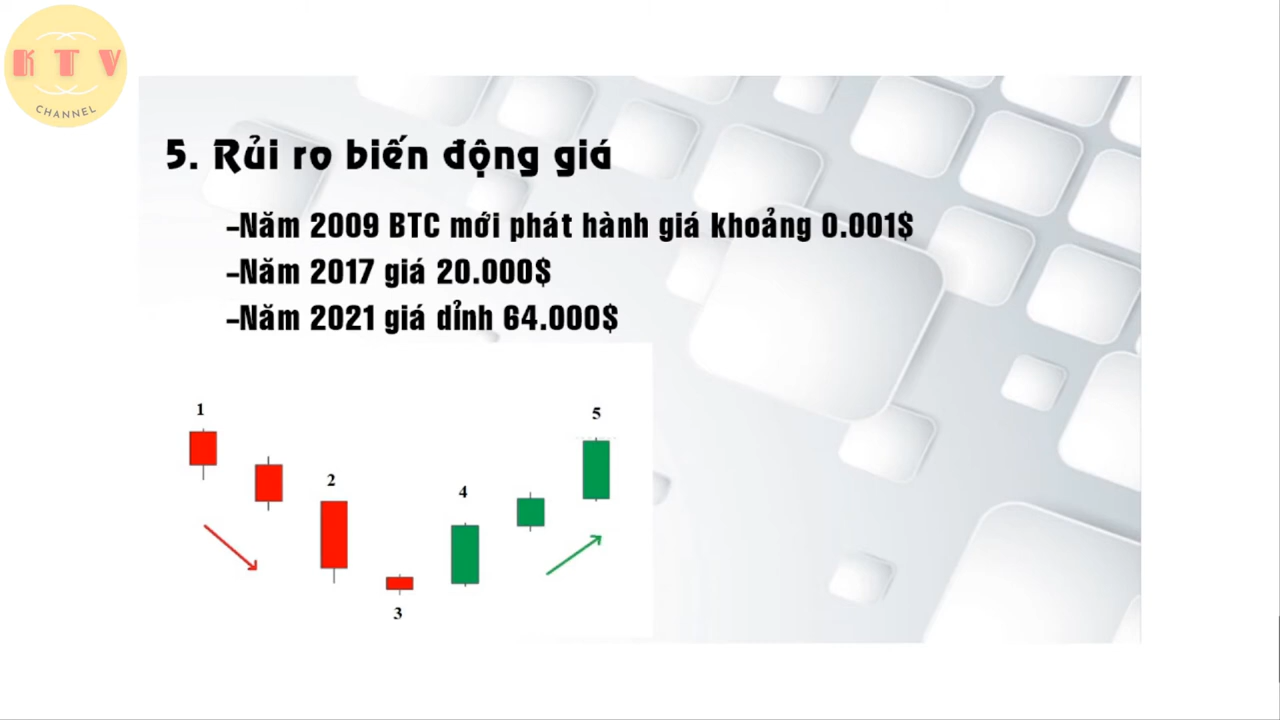 K T V
CHANNEL
5. Rủi ro biến động giá
-Năm 2009 BTC mới phát hành giá khoảng 0.001$
-Năm 2017 giá 20.000$
-Năm 2021 giá dỉnh 64.000$
1
5
2
4
3